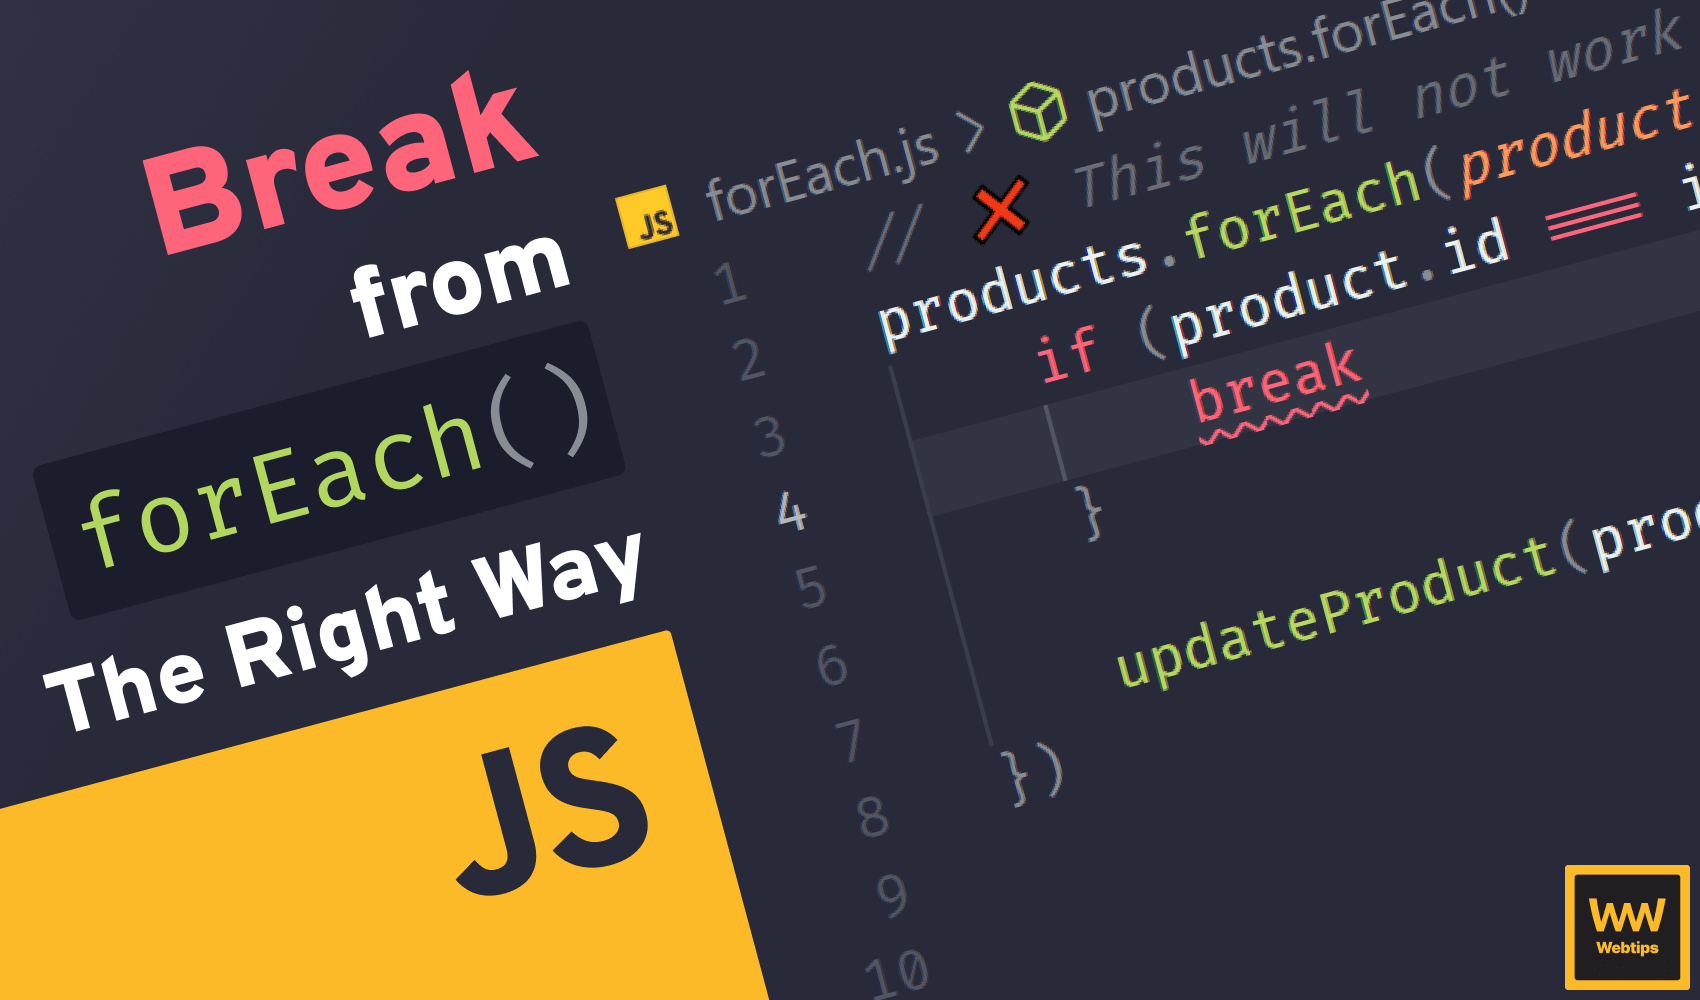 Break
from
forEach()
The Right Way
JS
JS forEach.js > products.forEach()
1 // ❌ This will not work
2 products.forEach(product
3 if (product.id ===
4 break
5 }
6
7 updateProduct(
8 })
9
10
WW
Webtips